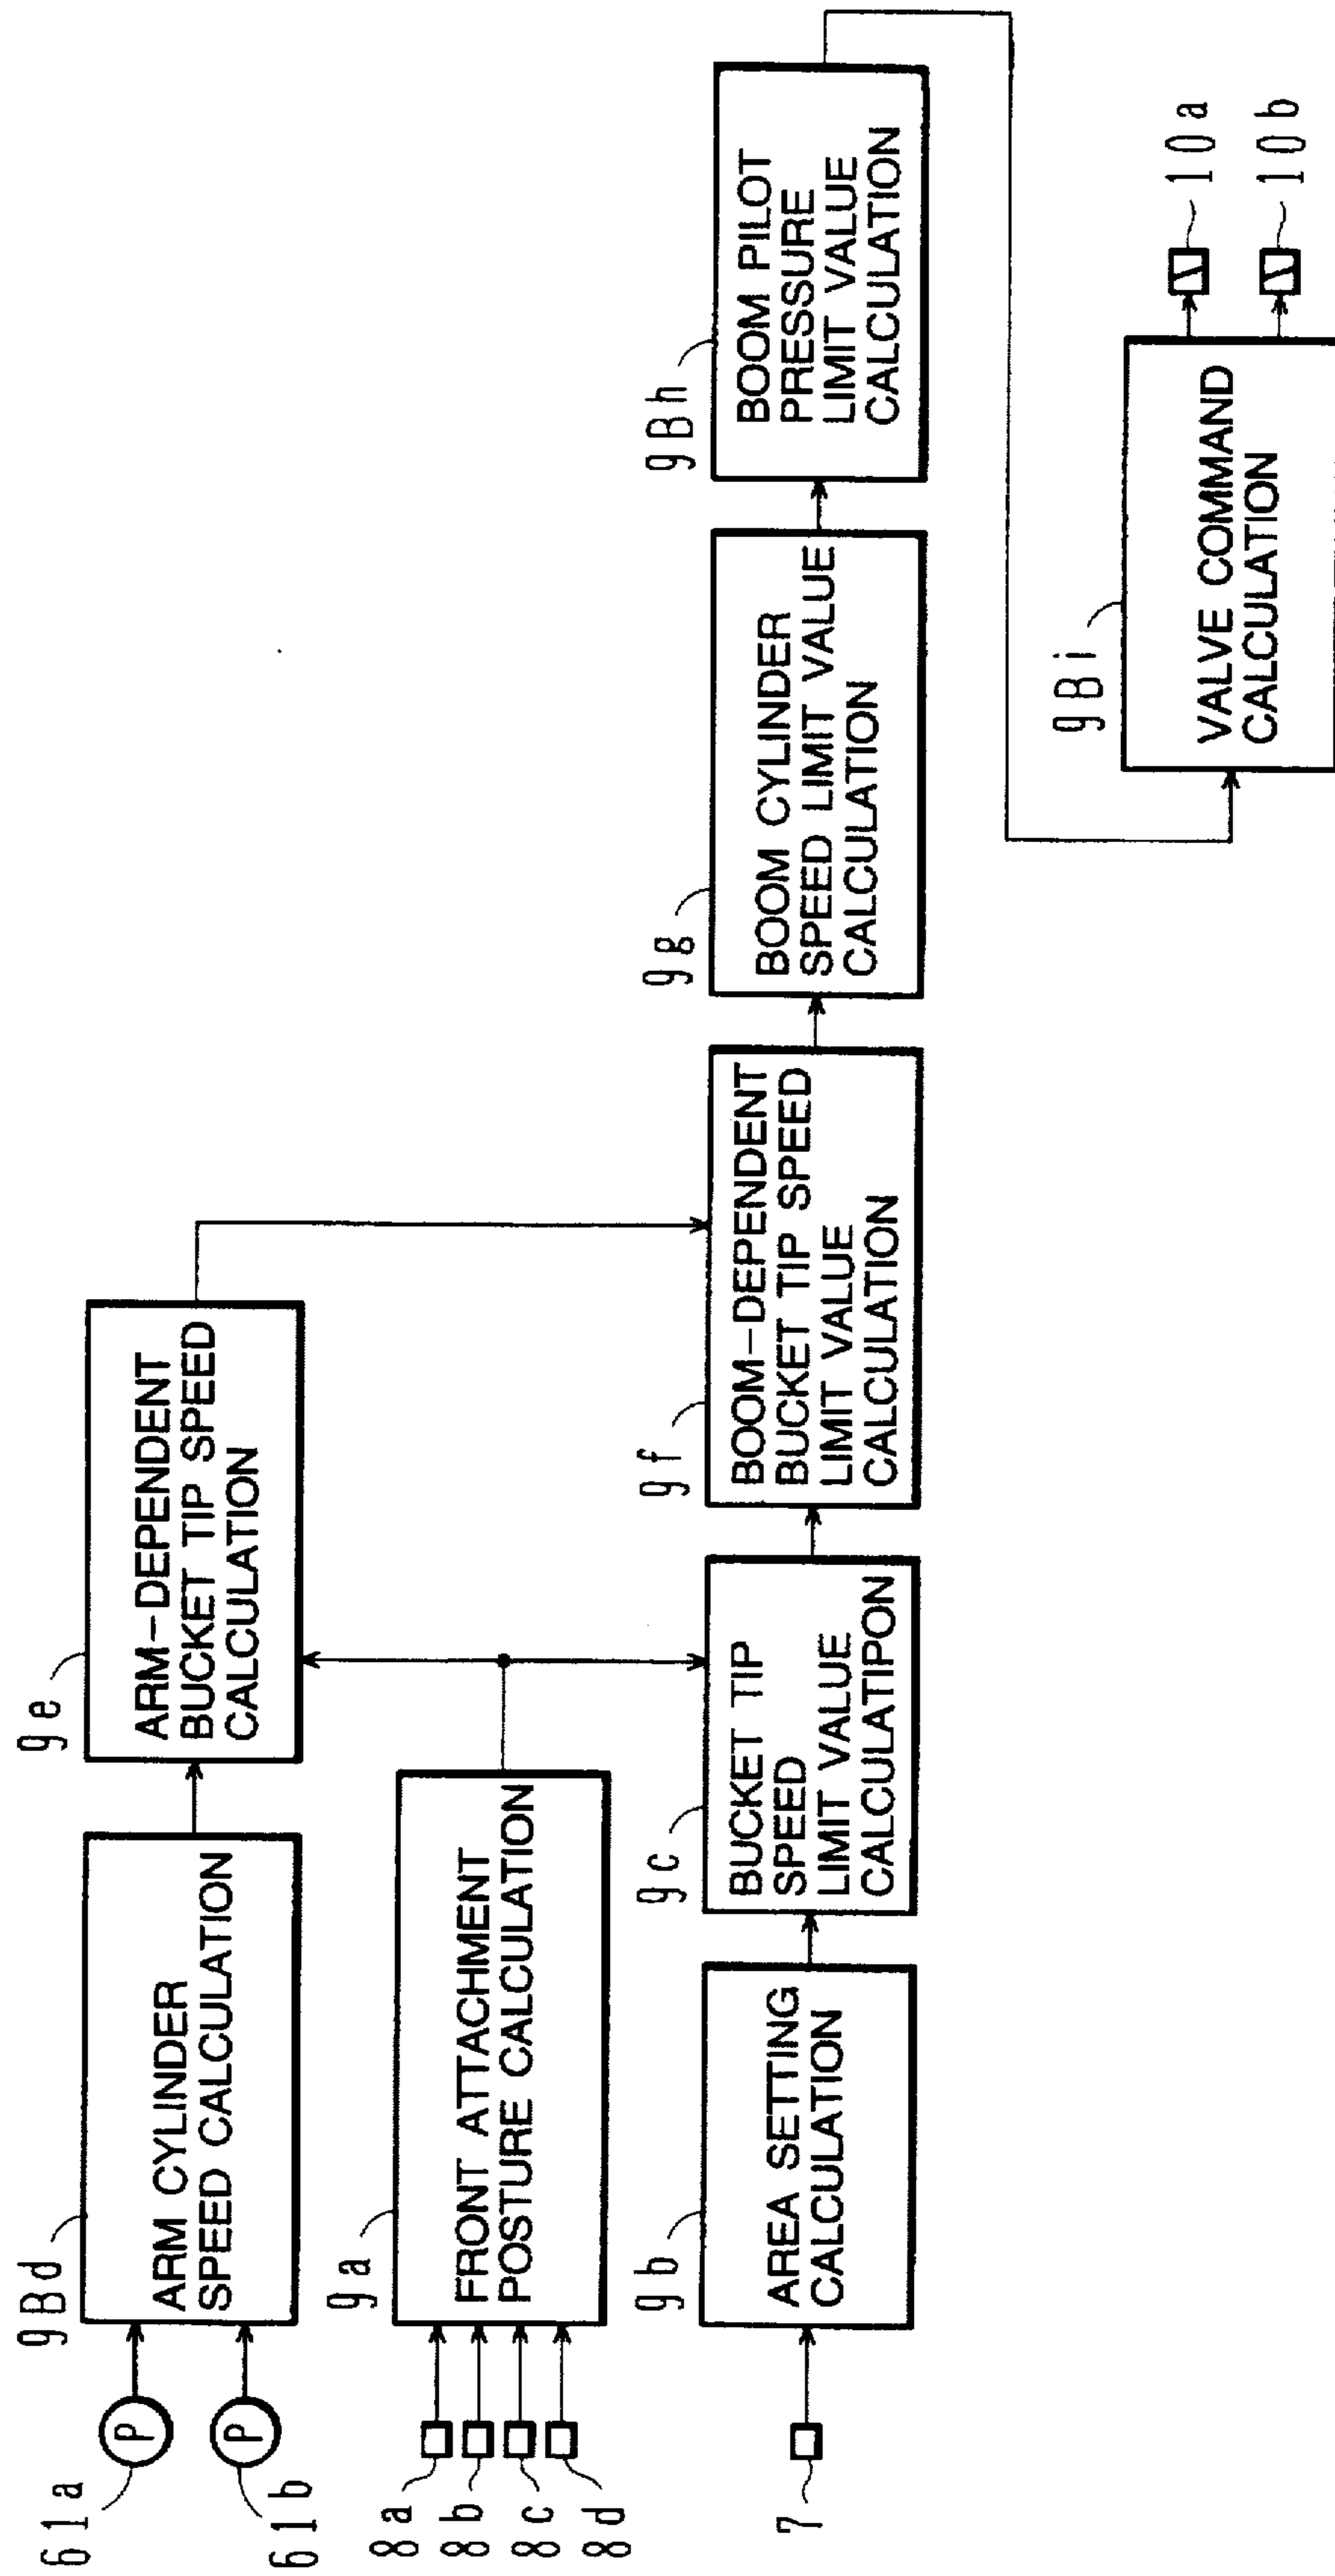 61a
P
61b
P
9Bd
ARM CYLINDER
SPEED CALCULATION
9e
ARM-DEPENDENT
BUCKET TIP SPEED
CALCULATION
8a
8b
8c
8d
9a
FRONT ATTACHMENT
POSTURE CALCULATION
7
9b
AREA SETTING
CALCULATION
9c
BUCKET TIP
SPEED
LIMIT VALUE
CALCULATIPON
9f
BOOM-DEPENDENT
BUCKET TIP SPEED
LIMIT VALUE
CALCULATION
9g
BOOM CYLINDER
SPEED LIMIT VALUE
CALCULATION
9Bh
BOOM PILOT
PRESSURE
LIMIT VALUE
CALCULATION
9Bi
VALVE COMMAND
CALCULATION
10a
10b